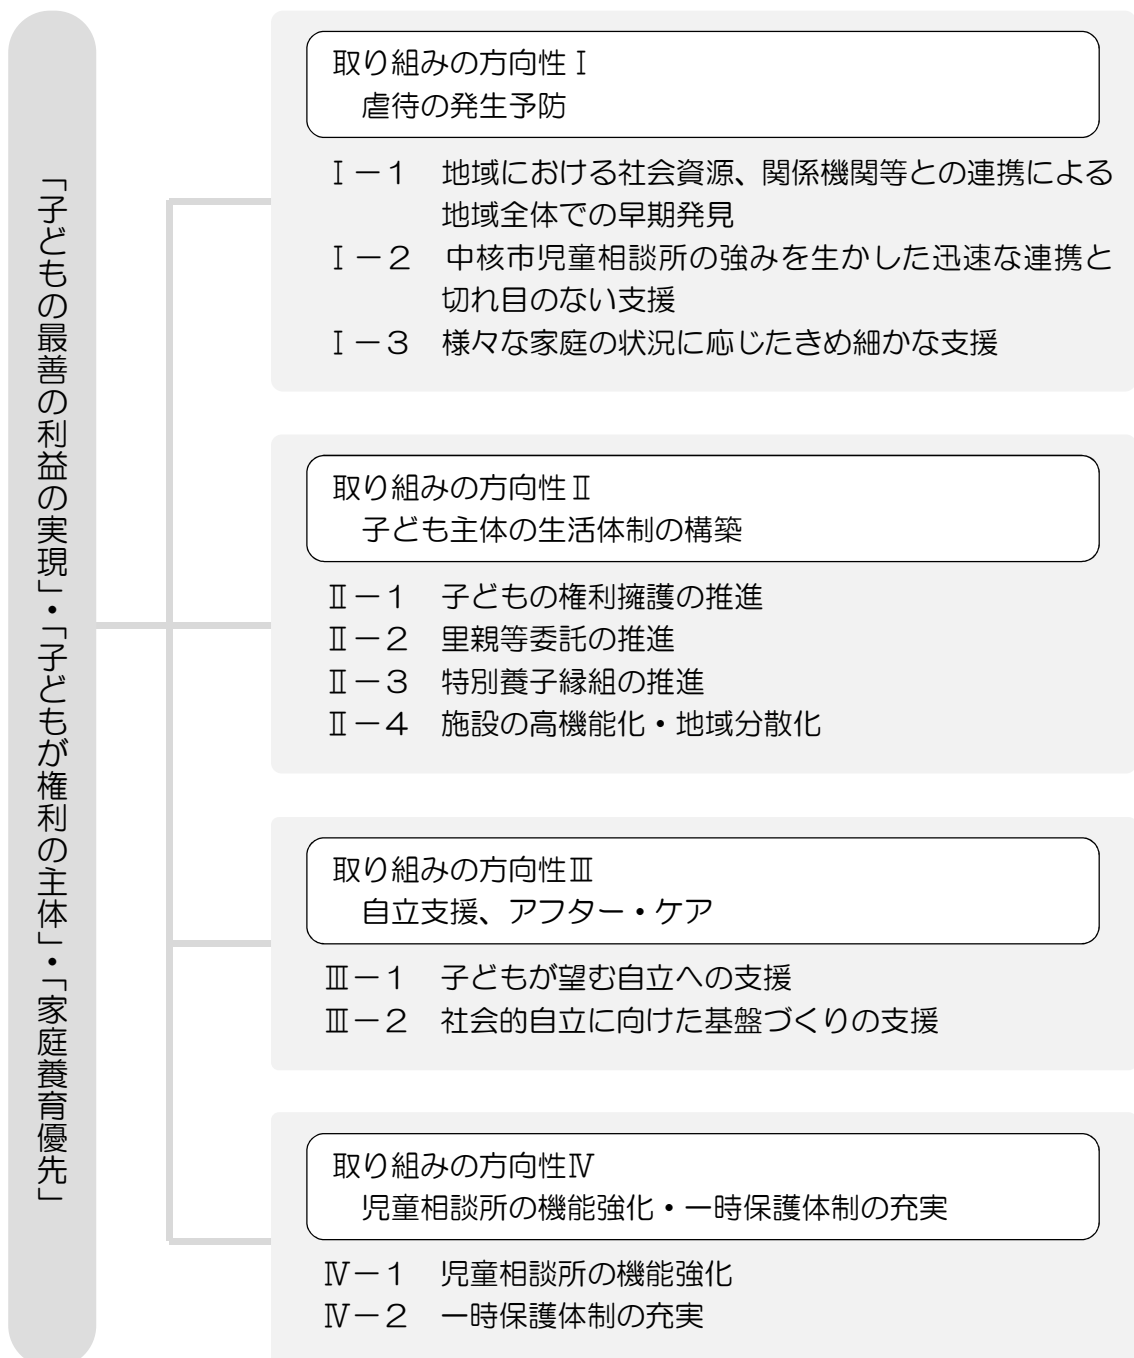 「子どもの最善の利益の実現」・「子どもが権利の主体」・「家庭養育優先」
取り組みの方向性Ⅰ
虐待の発生予防
Ⅰ－１　地域における社会資源、関係機関等との連携による
地域全体での早期発見
Ⅰ－２　中核市児童相談所の強みを生かした迅速な連携と
切れ目のない支援
Ⅰ－３　様々な家庭の状況に応じたきめ細かな支援
取り組みの方向性Ⅱ
子ども主体の生活体制の構築
Ⅱ－１　子どもの権利擁護の推進
Ⅱ－２　里親等委託の推進
Ⅱ－３　特別養子縁組の推進
Ⅱ－４　施設の高機能化・地域分散化
取り組みの方向性Ⅲ
自立支援、アフター・ケア
Ⅲ－１　子どもが望む自立への支援
Ⅲ－２　社会的自立に向けた基盤づくりの支援
取り組みの方向性Ⅳ
児童相談所の機能強化・一時保護体制の充実
Ⅳ－１　児童相談所の機能強化
Ⅳ－２　一時保護体制の充実